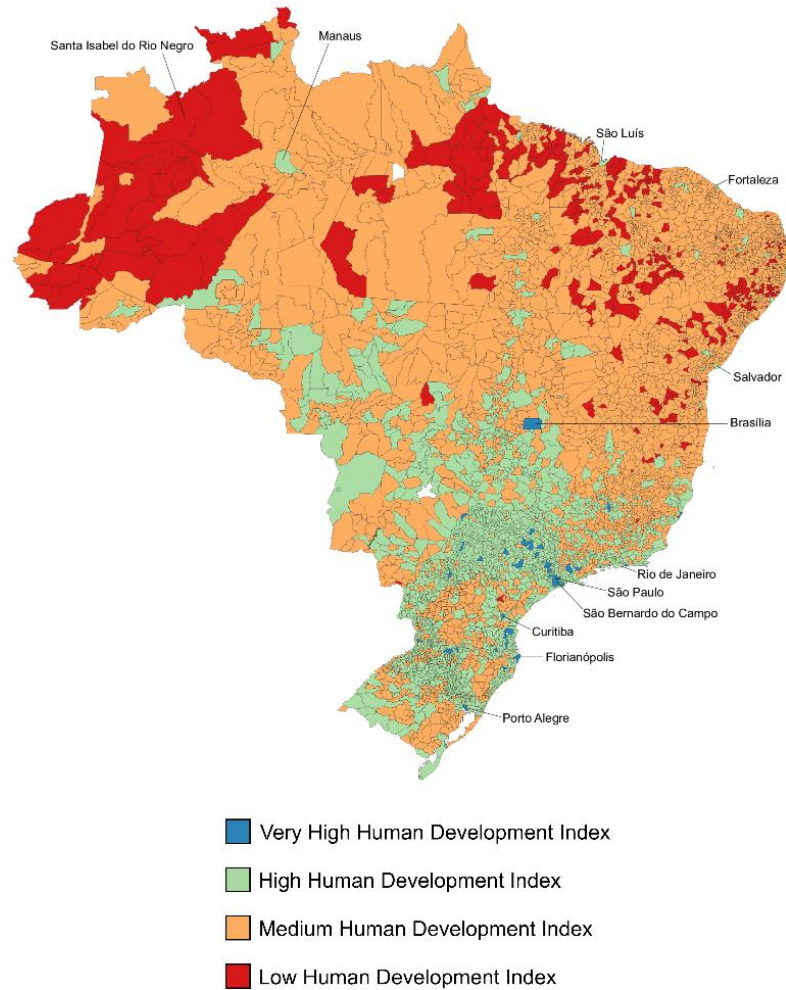 Santa Isabel do Rio Negro
Manaus
São Luís
Fortaleza
Salvador
Brasília
Rio de Janeiro
São Paulo
São Bernardo do Campo
Curitiba
Florianópolis
Porto Alegre
Very High Human Development Index
High Human Development Index
Medium Human Development Index
Low Human Development Index